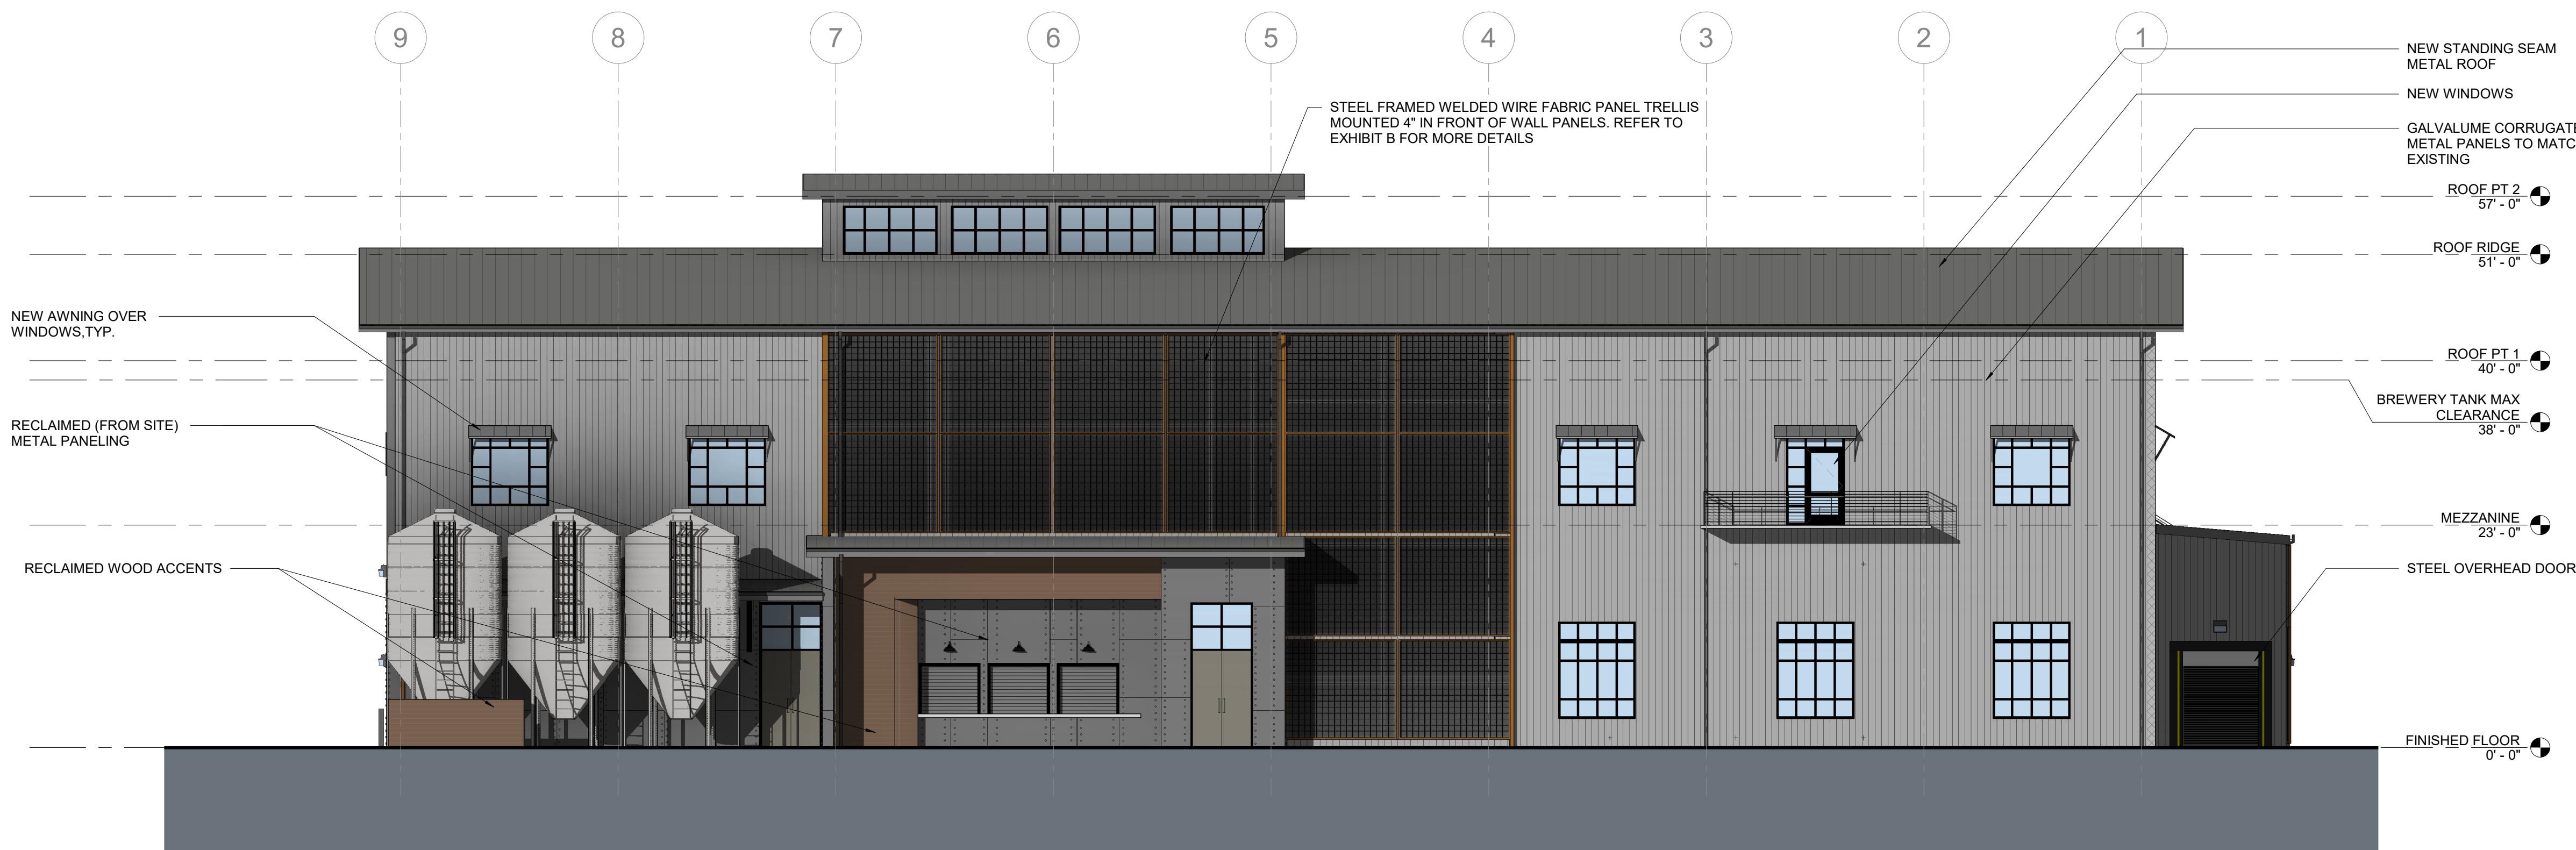 9
8
7
6
5
4
3
2
1
NEW STANDING SEAM
METAL ROOF
NEW WINDOWS
STEEL FRAMED WELDED WIRE FABRIC PANEL TRELLIS
MOUNTED 4" IN FRONT OF WALL PANELS. REFER TO
EXHIBIT B FOR MORE DETAILS
GALVALUME CORRUGATE
METAL PANELS TO MATC
EXISTING
ROOF PT 2
57' - 0"
ROOF RIDGE
51' - 0"
NEW AWNING OVER
WINDOWS,TYP.
ROOF PT 1
40' - 0"
BREWERY TANK MAX
CLEARANCE
38' - 0"
RECLAIMED (FROM SITE)
METAL PANELING
MEZZANINE
23' - 0"
RECLAIMED WOOD ACCENTS
STEEL OVERHEAD DOOR
FINISHED FLOOR
0' - 0"